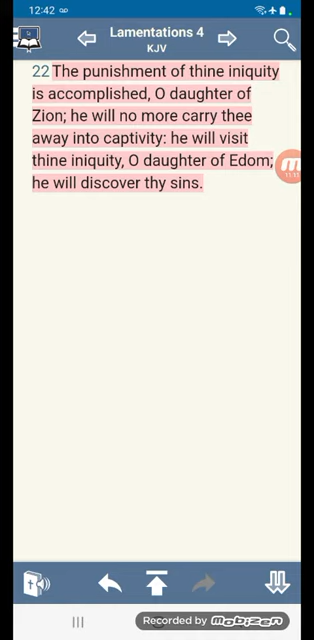 12:42
Lamentations 4
KJV
22 The punishment of thine iniquity
is accomplished, O daughter of
Zion; he will no more carry thee
away into captivity: he will visit
thine iniquity, O daughter of Edom;
he will discover thy sins.
11:11
Recorded by mobizen